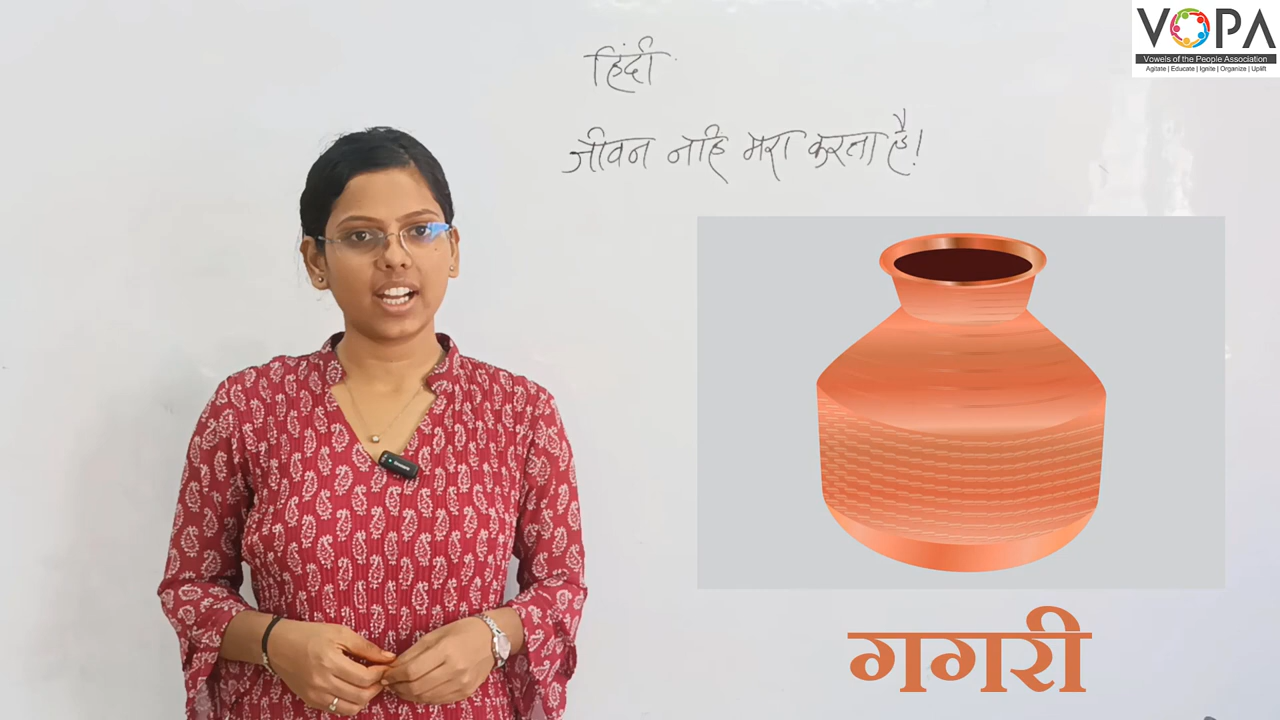 VOPA
Vowels of the People Association
Agitate | Educate | Ignite | Organize | Uplift
हिंदी
जीवन नहि मरा करता है!
गगरी